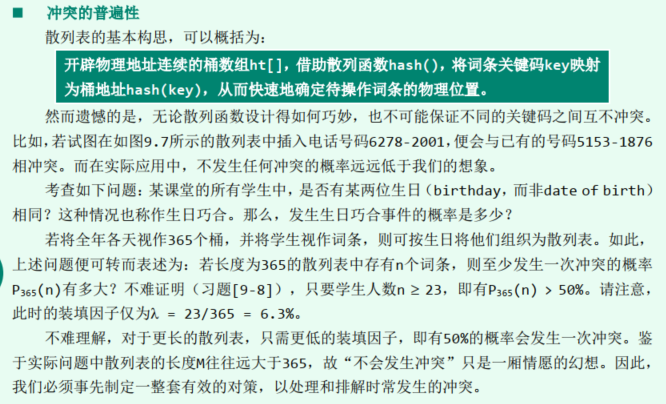 ■ 冲突的普遍性
散列表的基本构思，可以概括为：
开辟物理地址连续的桶数组ht[]，借助散列函数hash()，将词条关键码key映射
为桶地址hash(key)，从而快速地确定待操作词条的物理位置。
然而遗憾的是，无论散列函数设计得如何巧妙，也不可能保证不同的关键码之间互不冲突。
比如，若试图在如图9.7所示的散列表中插入电话号码6278-2001，便会与已有的号码5153-1876
相冲突。而在实际应用中，不发生任何冲突的概率远远低于我们的想象。
考查如下问题：某课堂的所有学生中，是否有某两位生日（birthday，而非date of birth）
相同？这种情况也称作生日巧合。那么，发生生日巧合事件的概率是多少？
若将全年各天视作365个桶，并将学生视作词条，则可按生日将他们组织为散列表。如此，
上述问题便可转而表述为：若长度为365的散列表中存有n个词条，则至少发生一次冲突的概率
P₃₆₅(n)有多大？不难证明（习题[9-8]），只要学生人数n ≥ 23，即有P₃₆₅(n) > 50%。请注意，
此时的装填因子仅为λ = 23/365 = 6.3%。
不难理解，对于更长的散列表，只需更低的装填因子，即有50%的概率会发生一次冲突。鉴
于实际问题中散列表的长度M往往远大于365，故“不会发生冲突”只是一厢情愿的幻想。因此，
我们必须事先制定一整套有效的对策，以处理和排解时常发生的冲突。